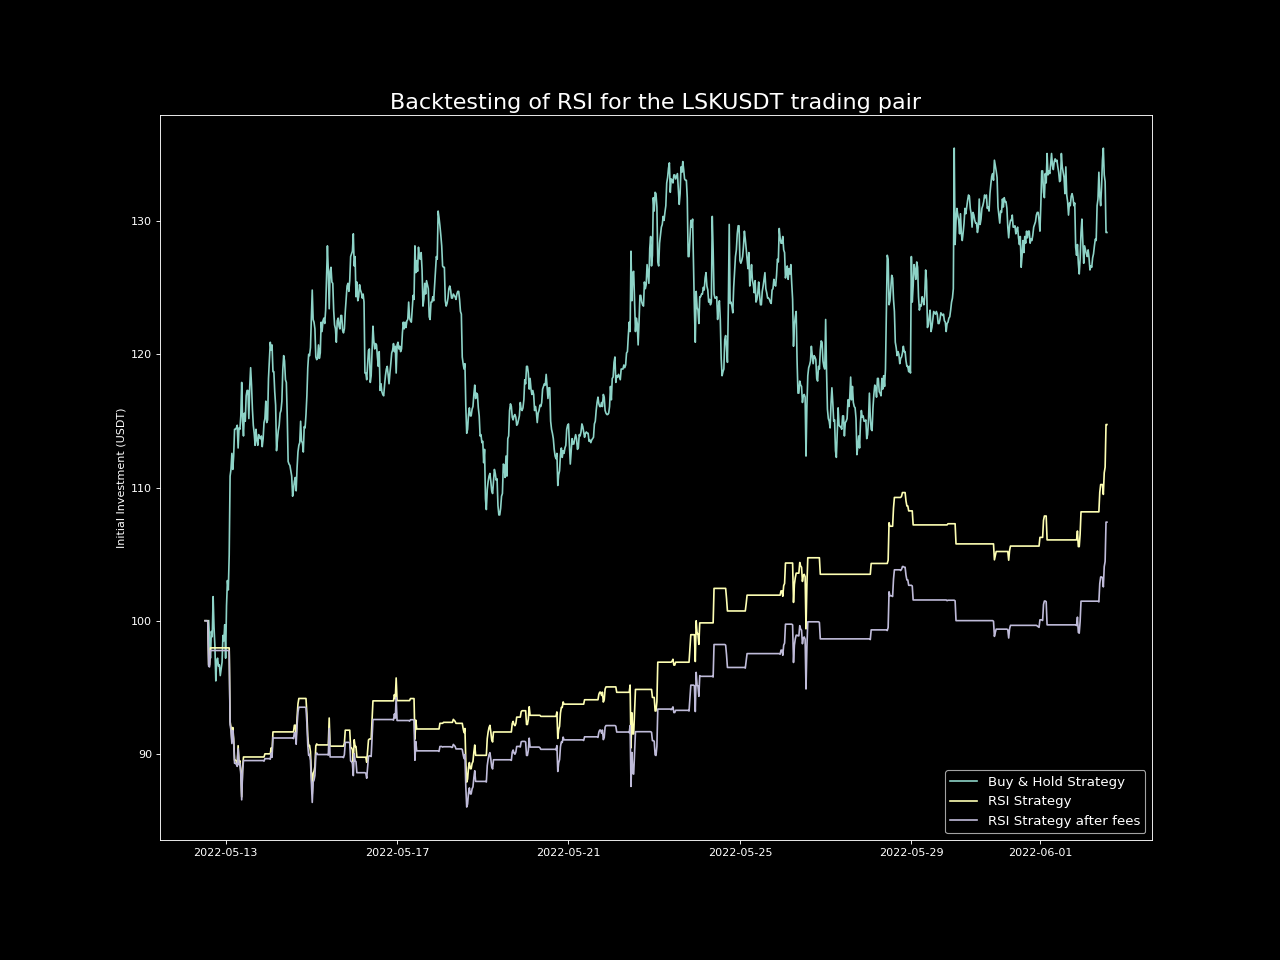 Backtesting of RSI for the LSKUSDT trading pair
Initial Investment (USDT)
130
120
110
100
90
2022-05-13
2022-05-17
2022-05-21
2022-05-25
2022-05-29
2022-06-01
Buy & Hold Strategy
RSI Strategy
RSI Strategy after fees